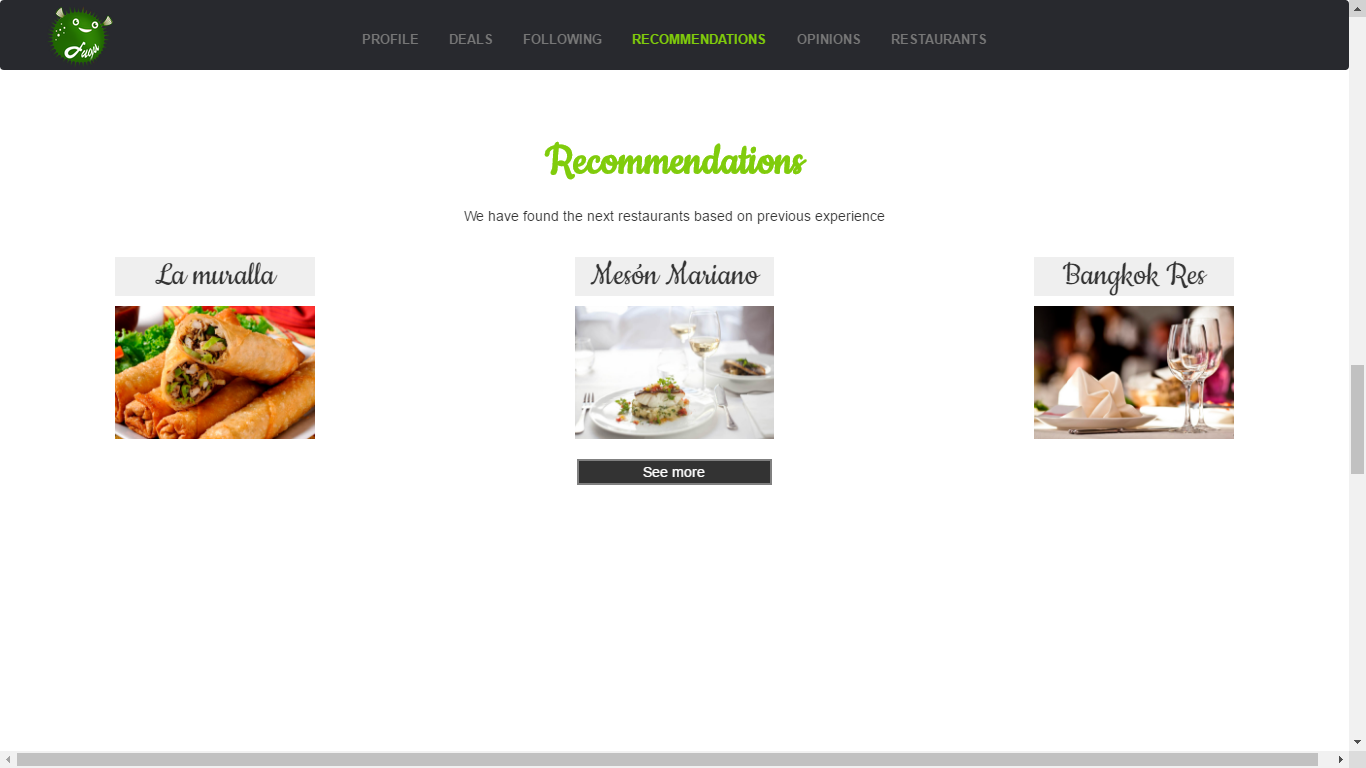 Fugu
PROFILE DEALS FOLLOWING RECOMMENDATIONS OPINIONS RESTAURANTS
Recommendations
We have found the next restaurants based on previous experience
La muralla Mesón Mariano Bangkok Res
See more